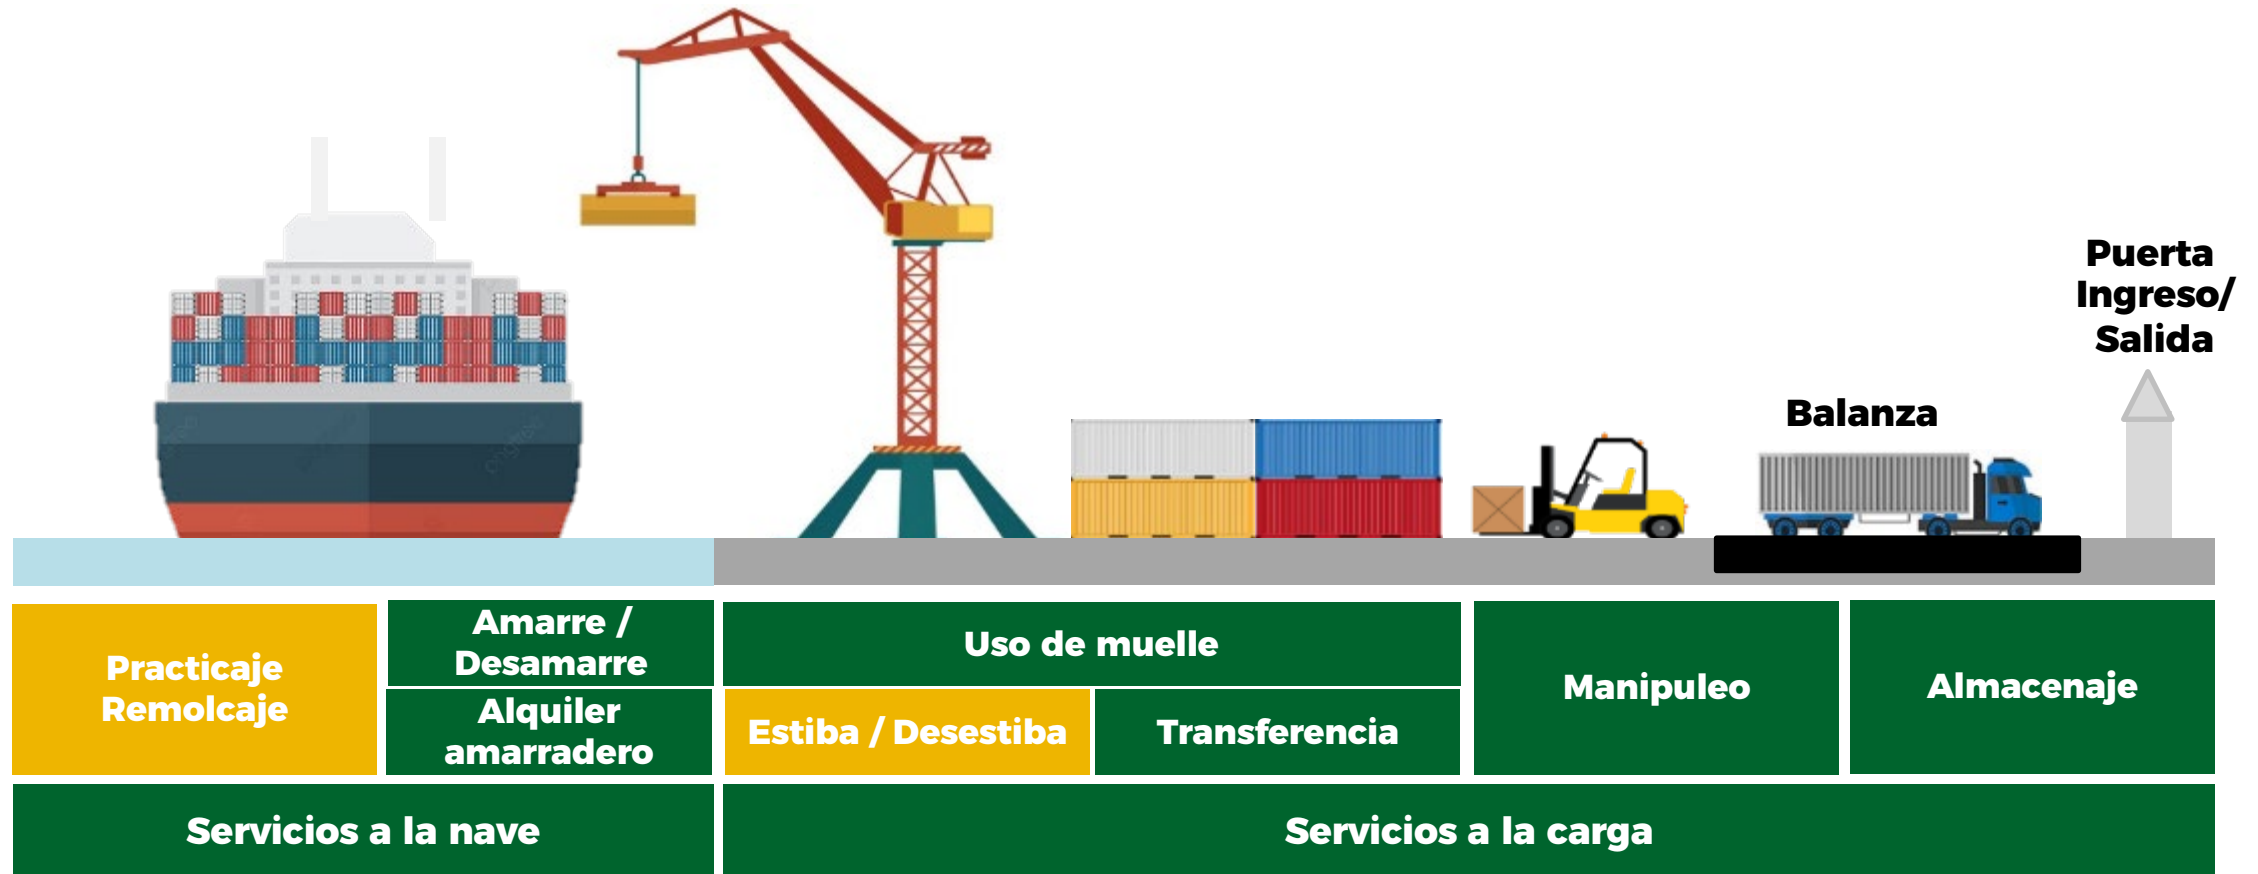 Puerta
Ingreso/
Salida
Balanza
Practicaje
Remolcaje
Amarre /
Desamarre
Alquiler
amarradero
Uso de muelle
Estiba / Desestiba
Transferencia
Manipuleo
Almacenaje
Servicios a la nave
Servicios a la carga